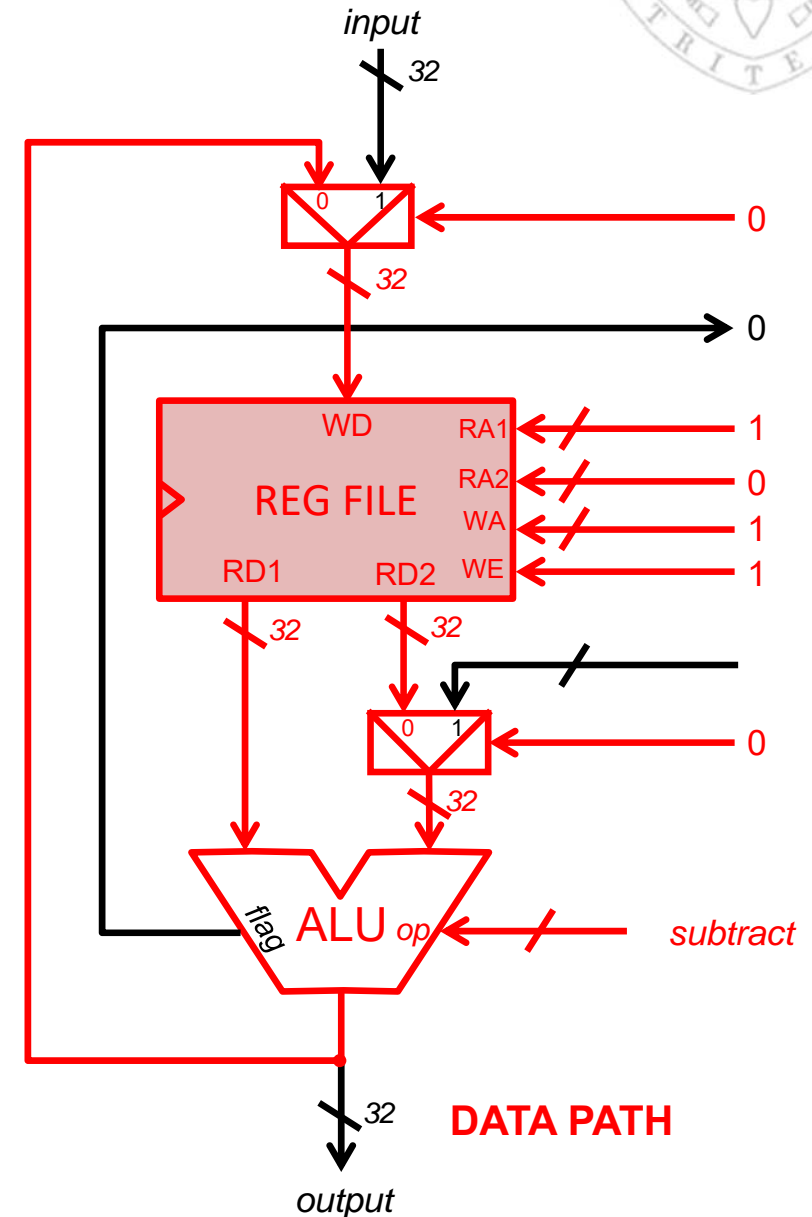 input
32
T R I T E
0 1
0
32
0
WD
RA1
1
REG FILE
RA2
0
WA
1
RD1
RD2
WE
1
32
32
0 1
0
32
flag
ALU
op
subtract
32
DATA PATH
output